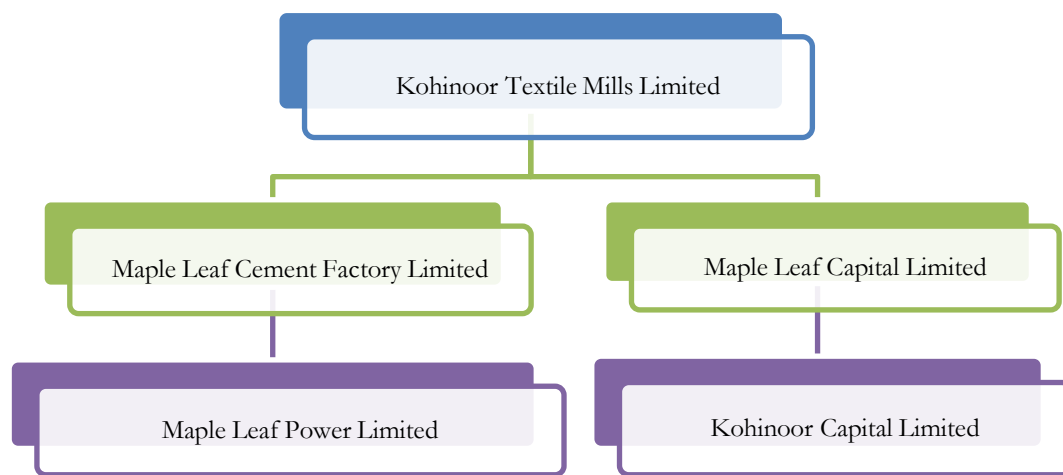 Kohinoor Textile Mills Limited
Maple Leaf Cement Factory Limited
Maple Leaf Capital Limited
Maple Leaf Power Limited
Kohinoor Capital Limited